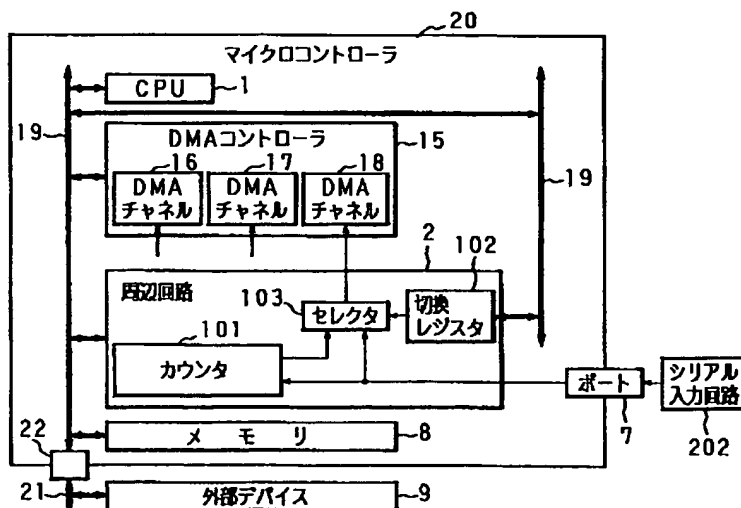 20
マイクロコントローラ
CPU
1
19
DMAコントローラ
15
16
17
18
DMA
チャネル
DMA
チャネル
DMA
チャネル
19
2
102
周辺回路
103
セレクタ
切換
レジスタ
101
カウンタ
ポート
7
シリアル
入力回路
202
22
メモリ
8
21
外部デバイス
9